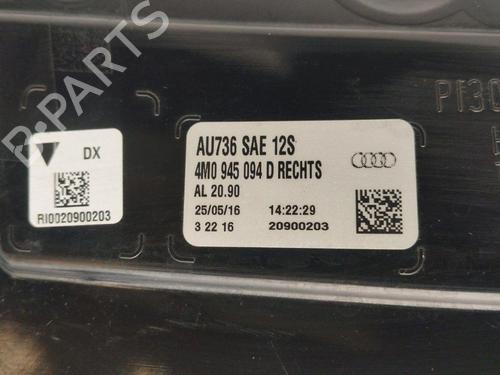 B-PARTS
DX
RI0020900203
AU736 SAE 12S
4M0 945 094 D RECHTS
AL 20.90
25/05/16 14:22:29
3 22 16 20900203